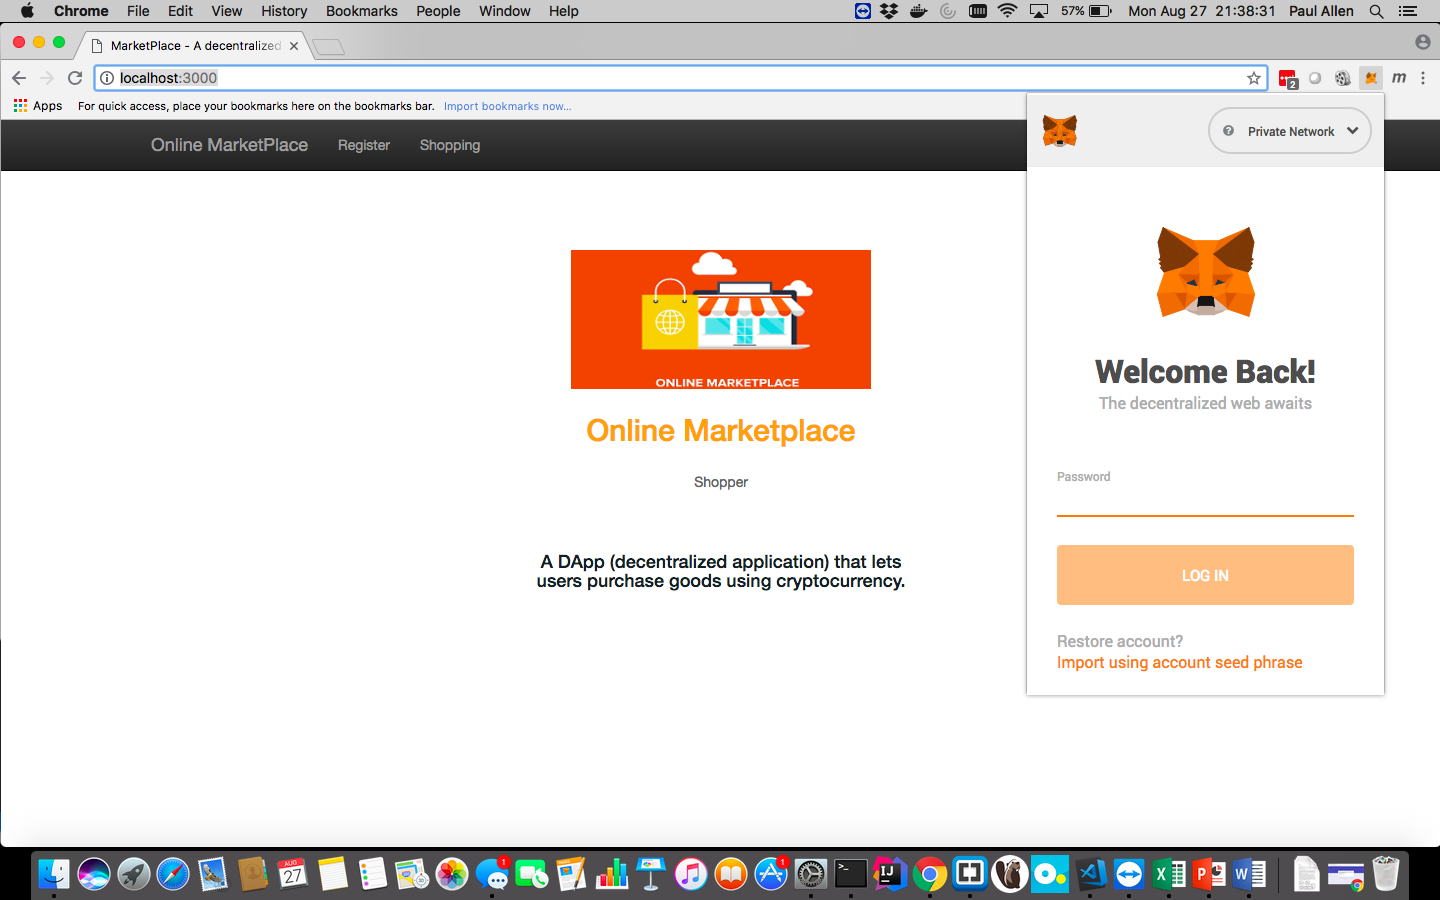 Chrome File Edit View History Bookmarks People Window Help 57% Mon Aug 27 21:38:31 Paul Allen
MarketPlace - A decentralized
localhost:3000
2
m
Apps For quick access, place your bookmarks here on the bookmarks bar. Import bookmarks now...
Online MarketPlace Register Shopping
Private Network
ONLINE MARKETPLACE
Online Marketplace
Shopper
A DApp (decentralized application) that lets
users purchase goods using cryptocurrency.
Welcome Back!
The decentralized web awaits
Password
LOG IN
Restore account?
Import using account seed phrase
AUG
27
1
1
IJ
X
P
W